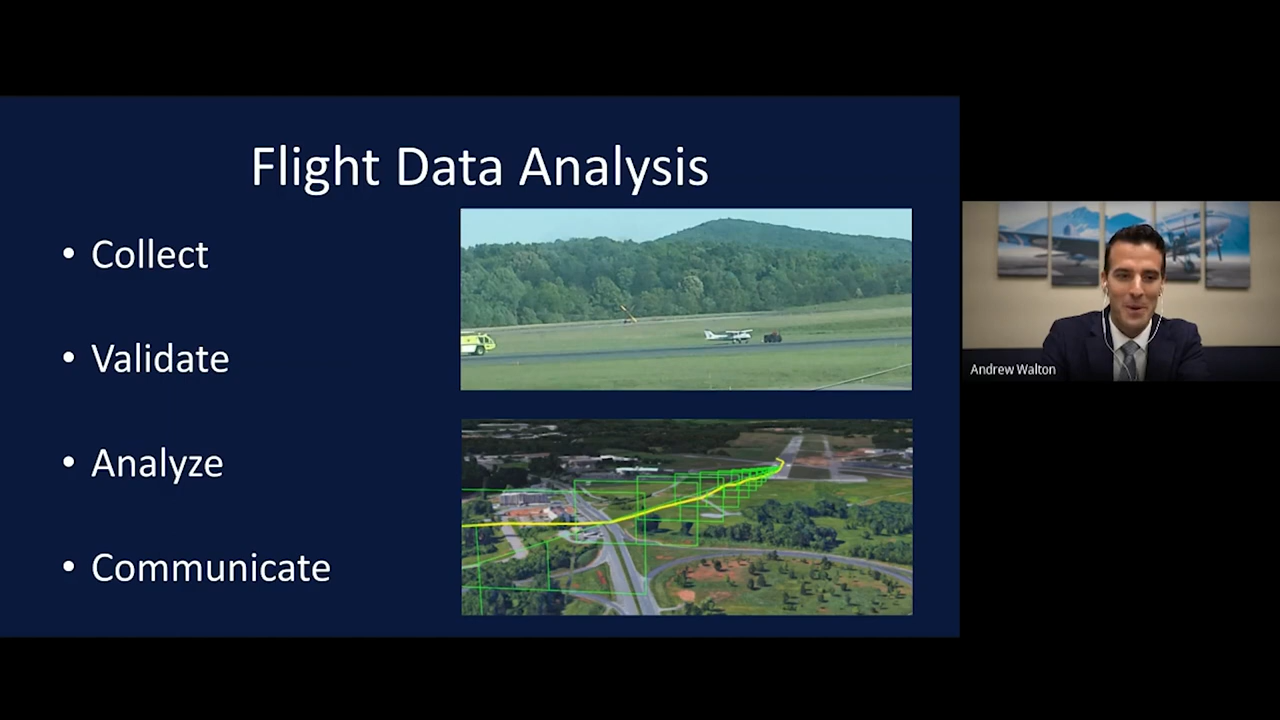 Flight Data Analysis
• Collect
• Validate
• Analyze
• Communicate
Andrew Walton